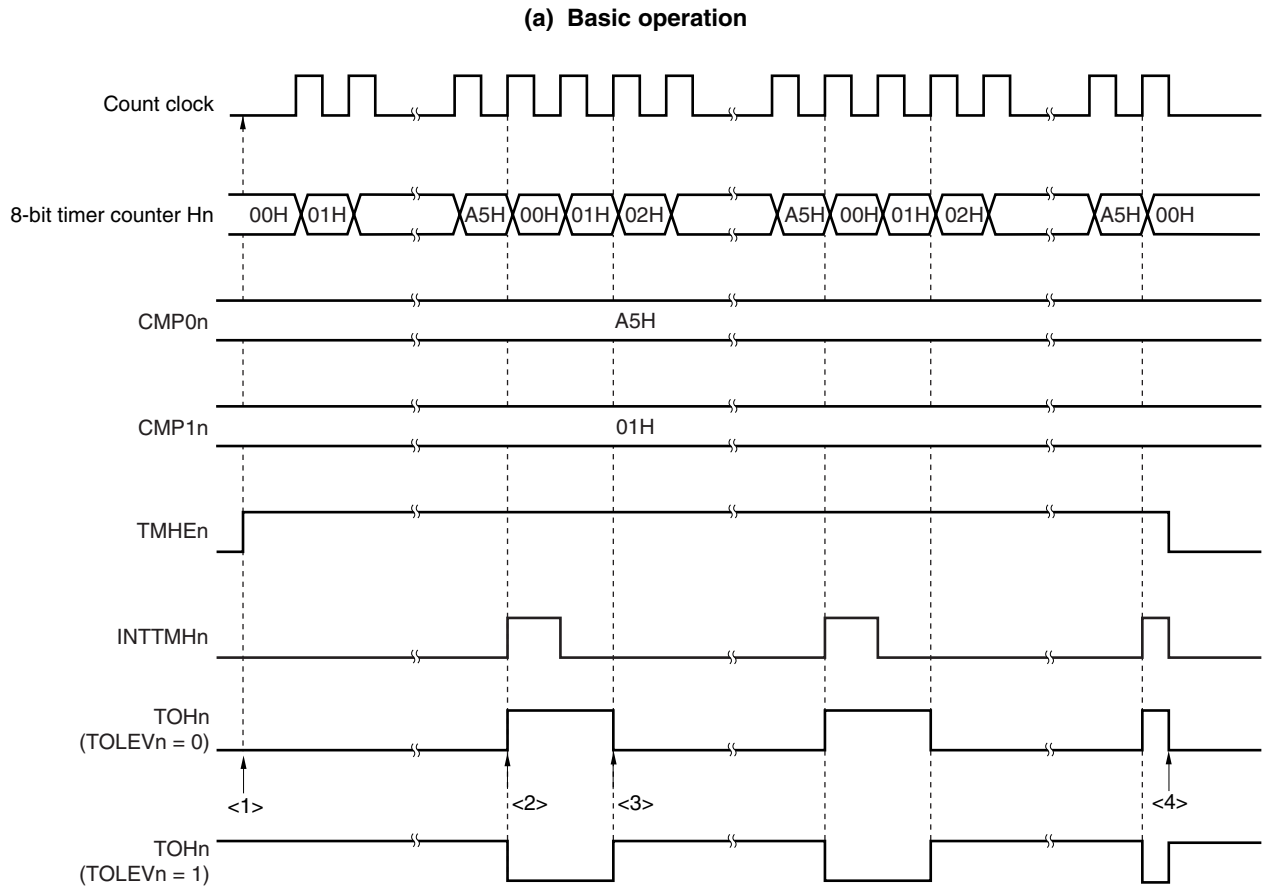 (a) Basic operation
Count clock
8-bit timer counter Hn
00H 01H A5H 00H 01H 02H A5H 00H 01H 02H A5H 00H
CMP0n
A5H
CMP1n
01H
TMHEn
INTTMHn
TOHn
(TOLEVn = 0)
<1> <2> <3> <4>
TOHn
(TOLEVn = 1)